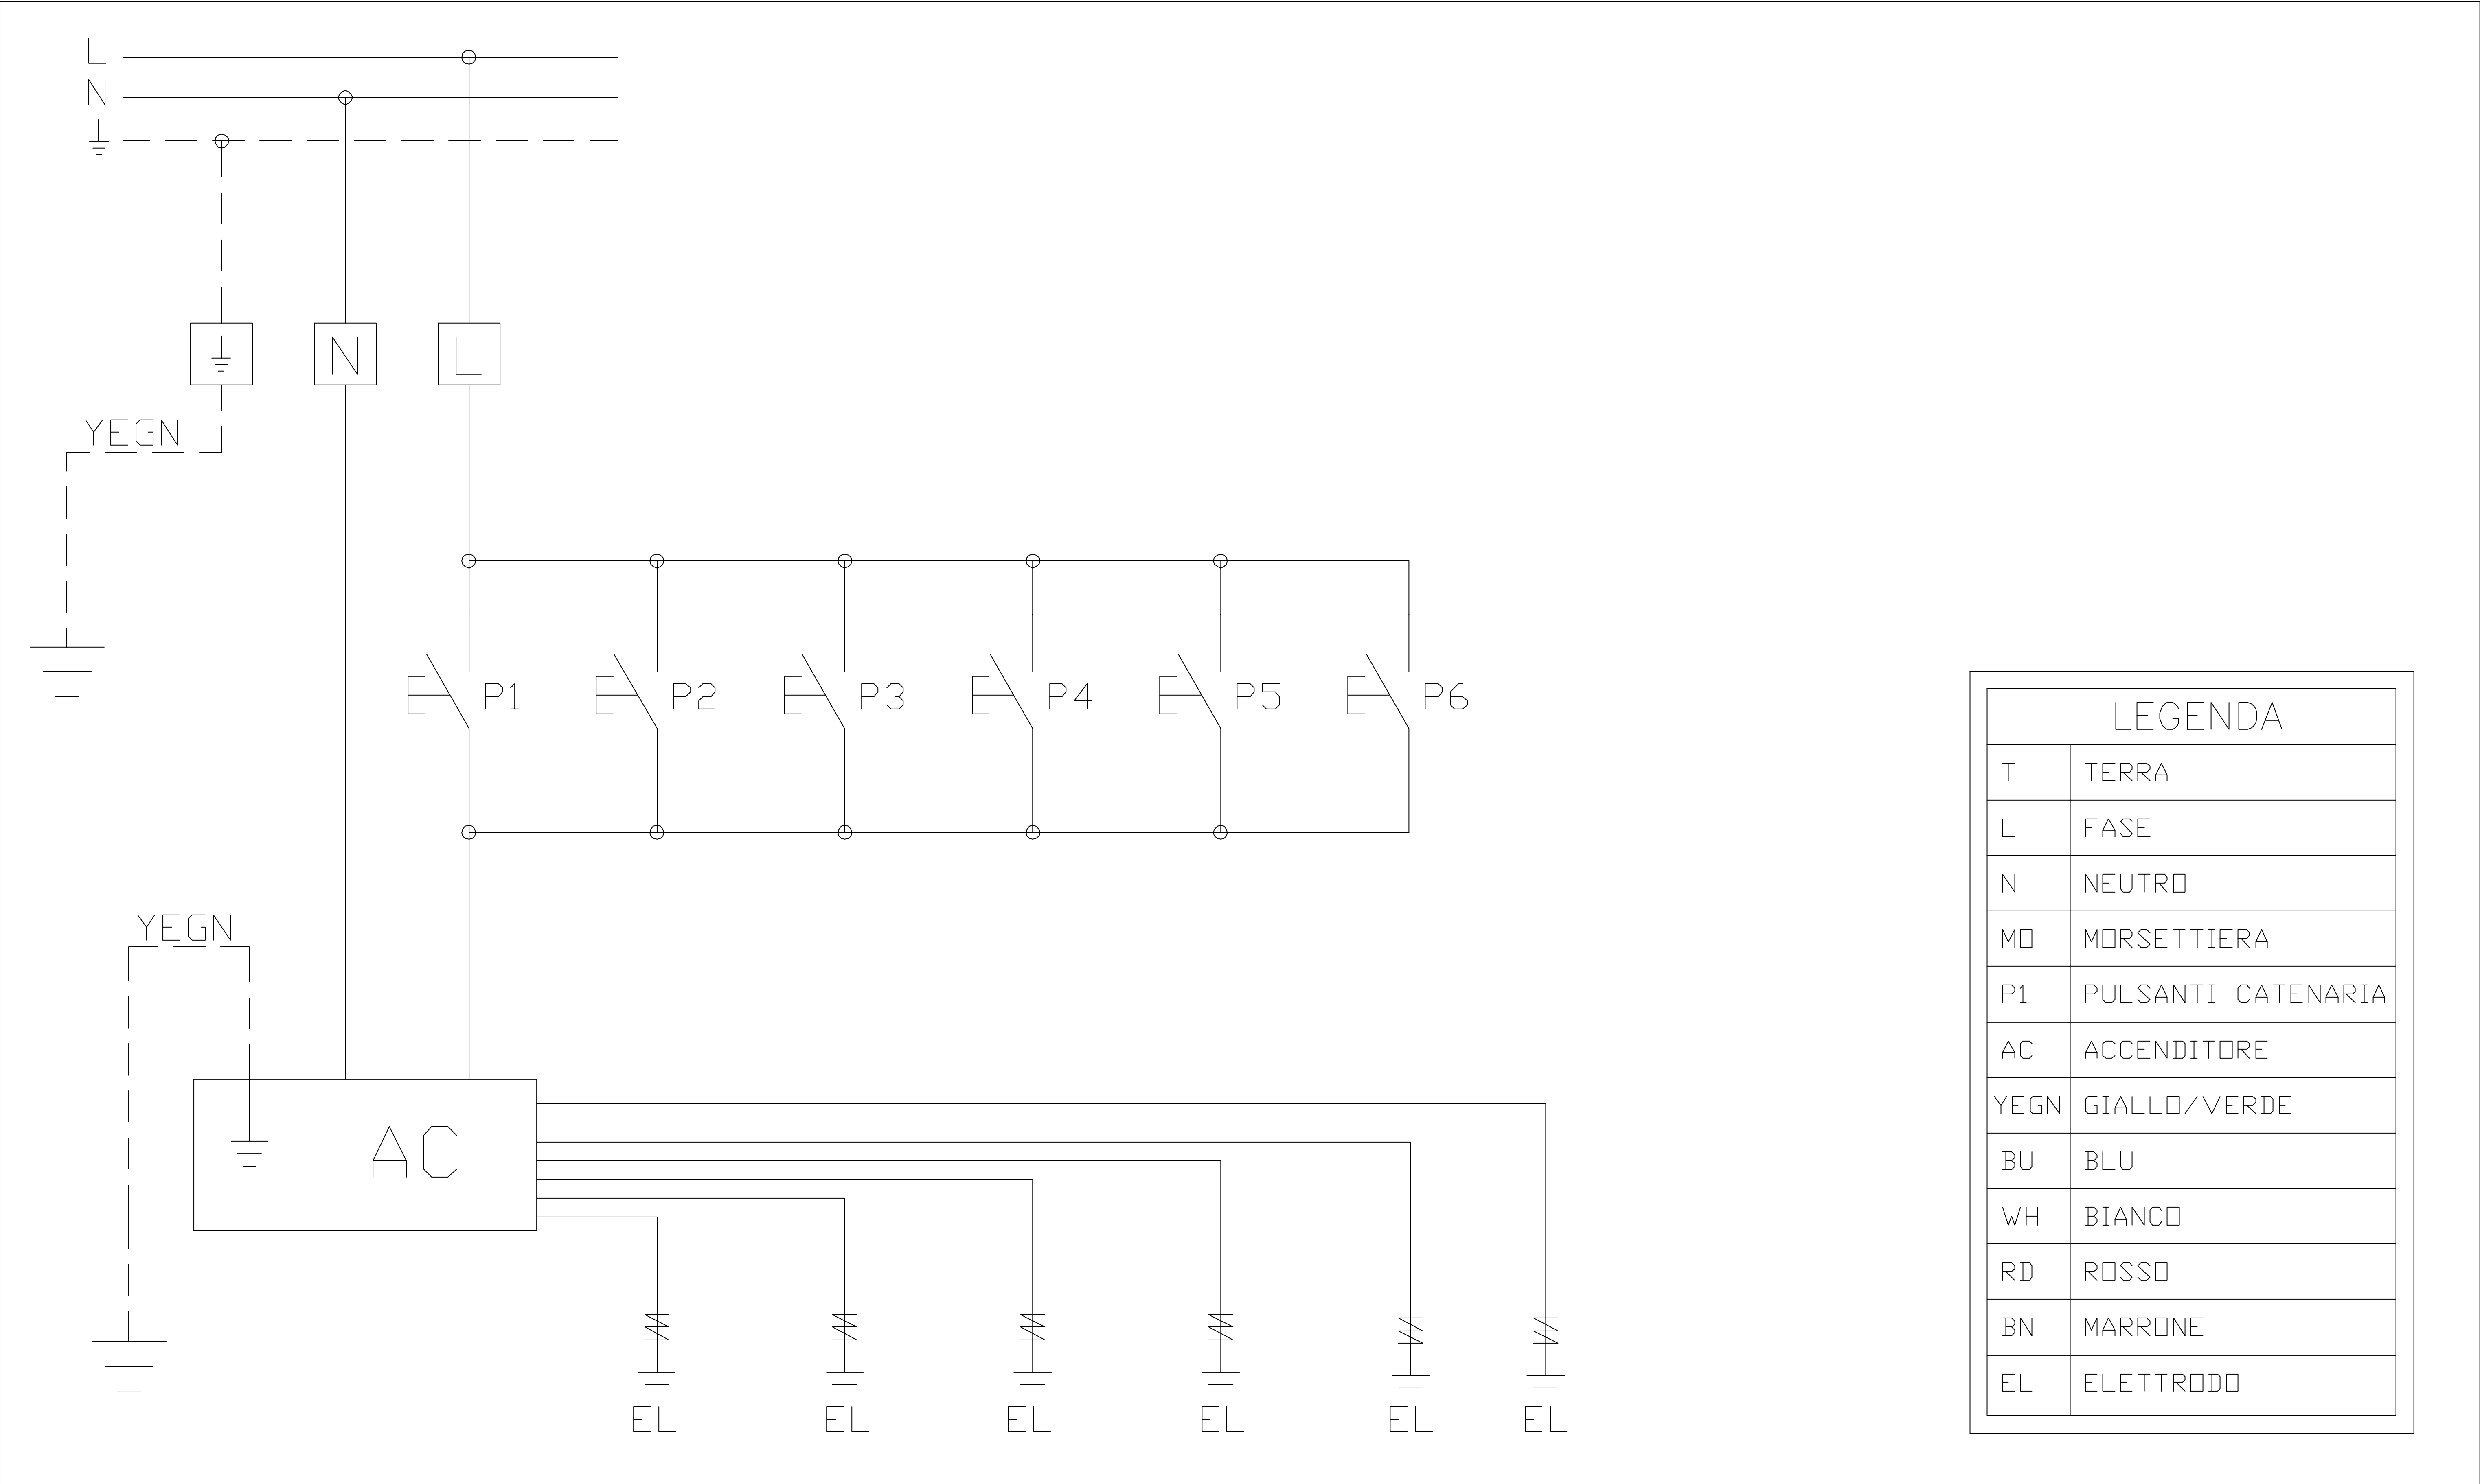 L
N
N L
YEGN
P1 P2 P3 P4 P5 P6
YEGN
AC
EL EL EL EL EL EL
LEGENDA
T TERRA
L FASE
N NEUTRO
MO MORSETTIERA
P1 PULSANTI CATENARIA
AC ACCENDITORE
YEGN GIALLO/VERDE
BU BLU
WH BIANCO
RD ROSSO
BN MARRONE
EL ELETTRODO